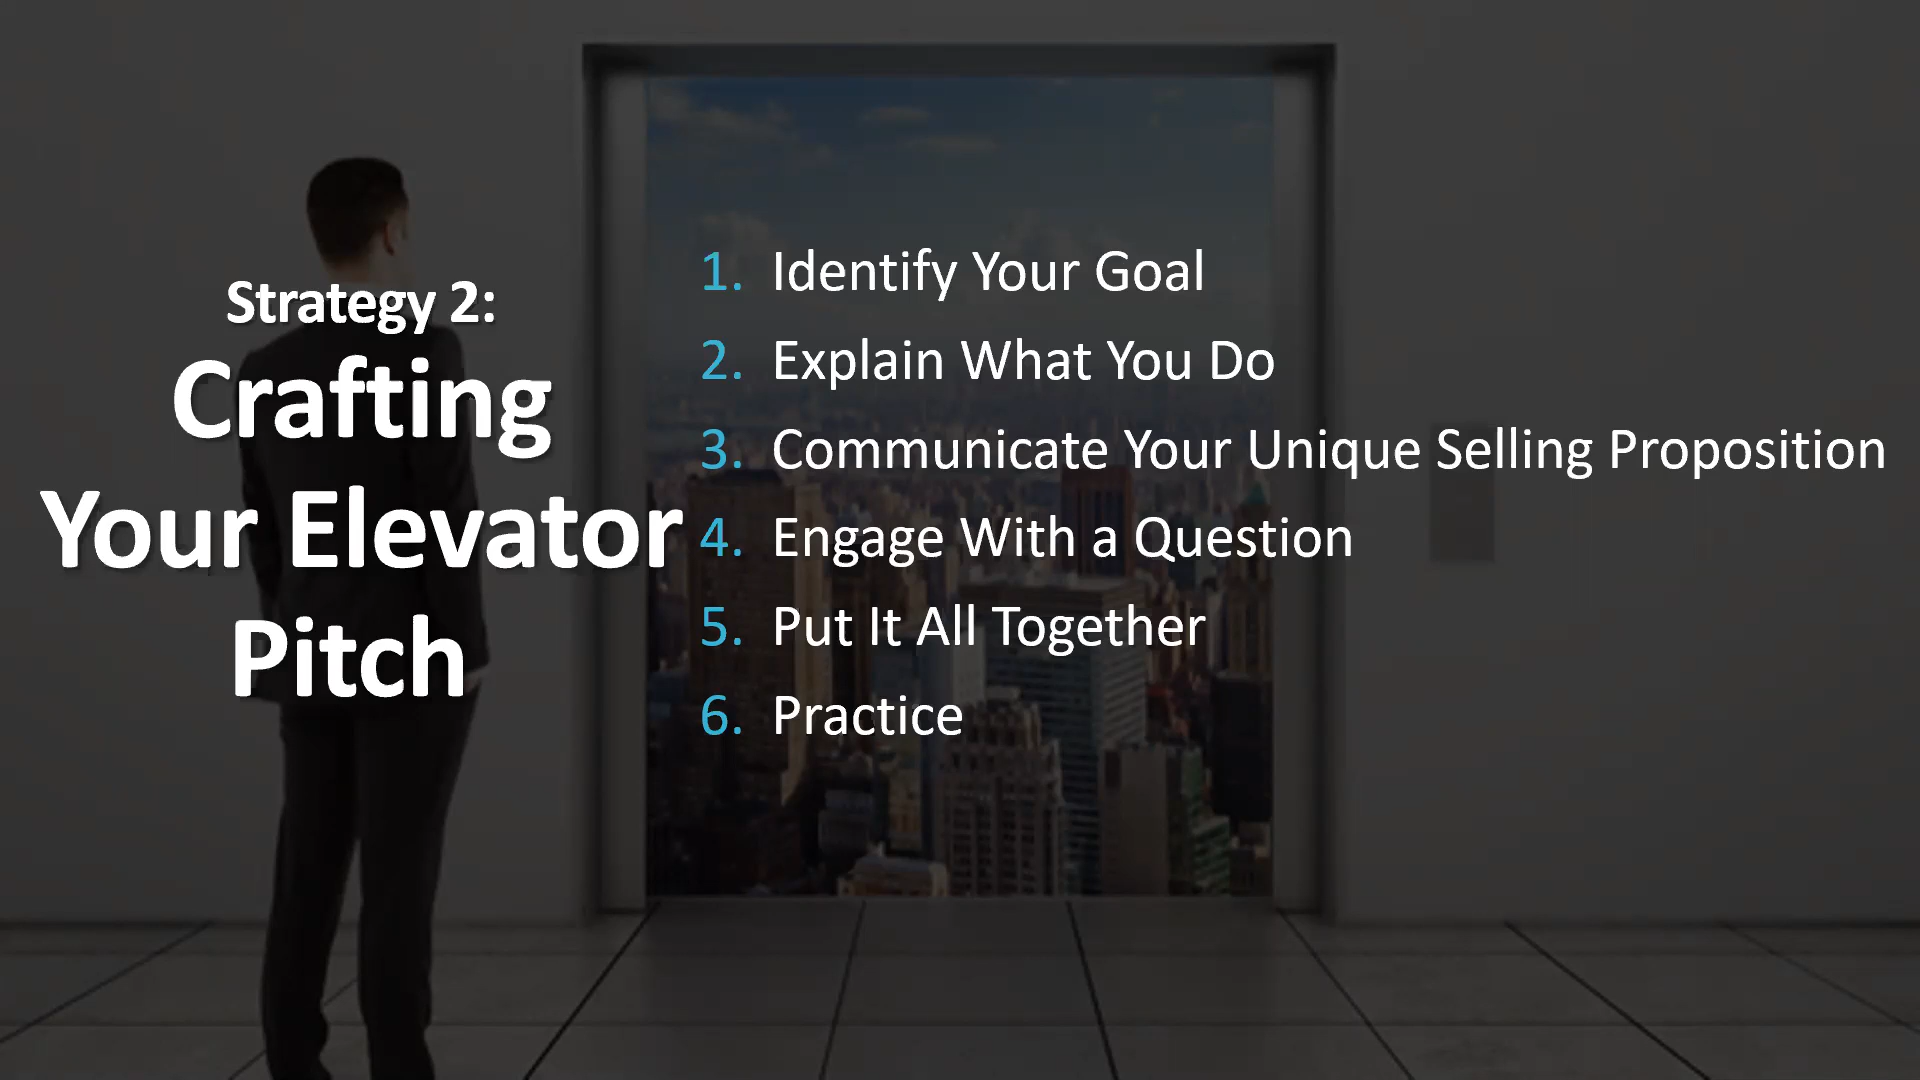 Strategy 2:
Crafting
Your Elevator
Pitch
1. Identify Your Goal
2. Explain What You Do
3. Communicate Your Unique Selling Proposition
4. Engage With a Question
5. Put It All Together
6. Practice